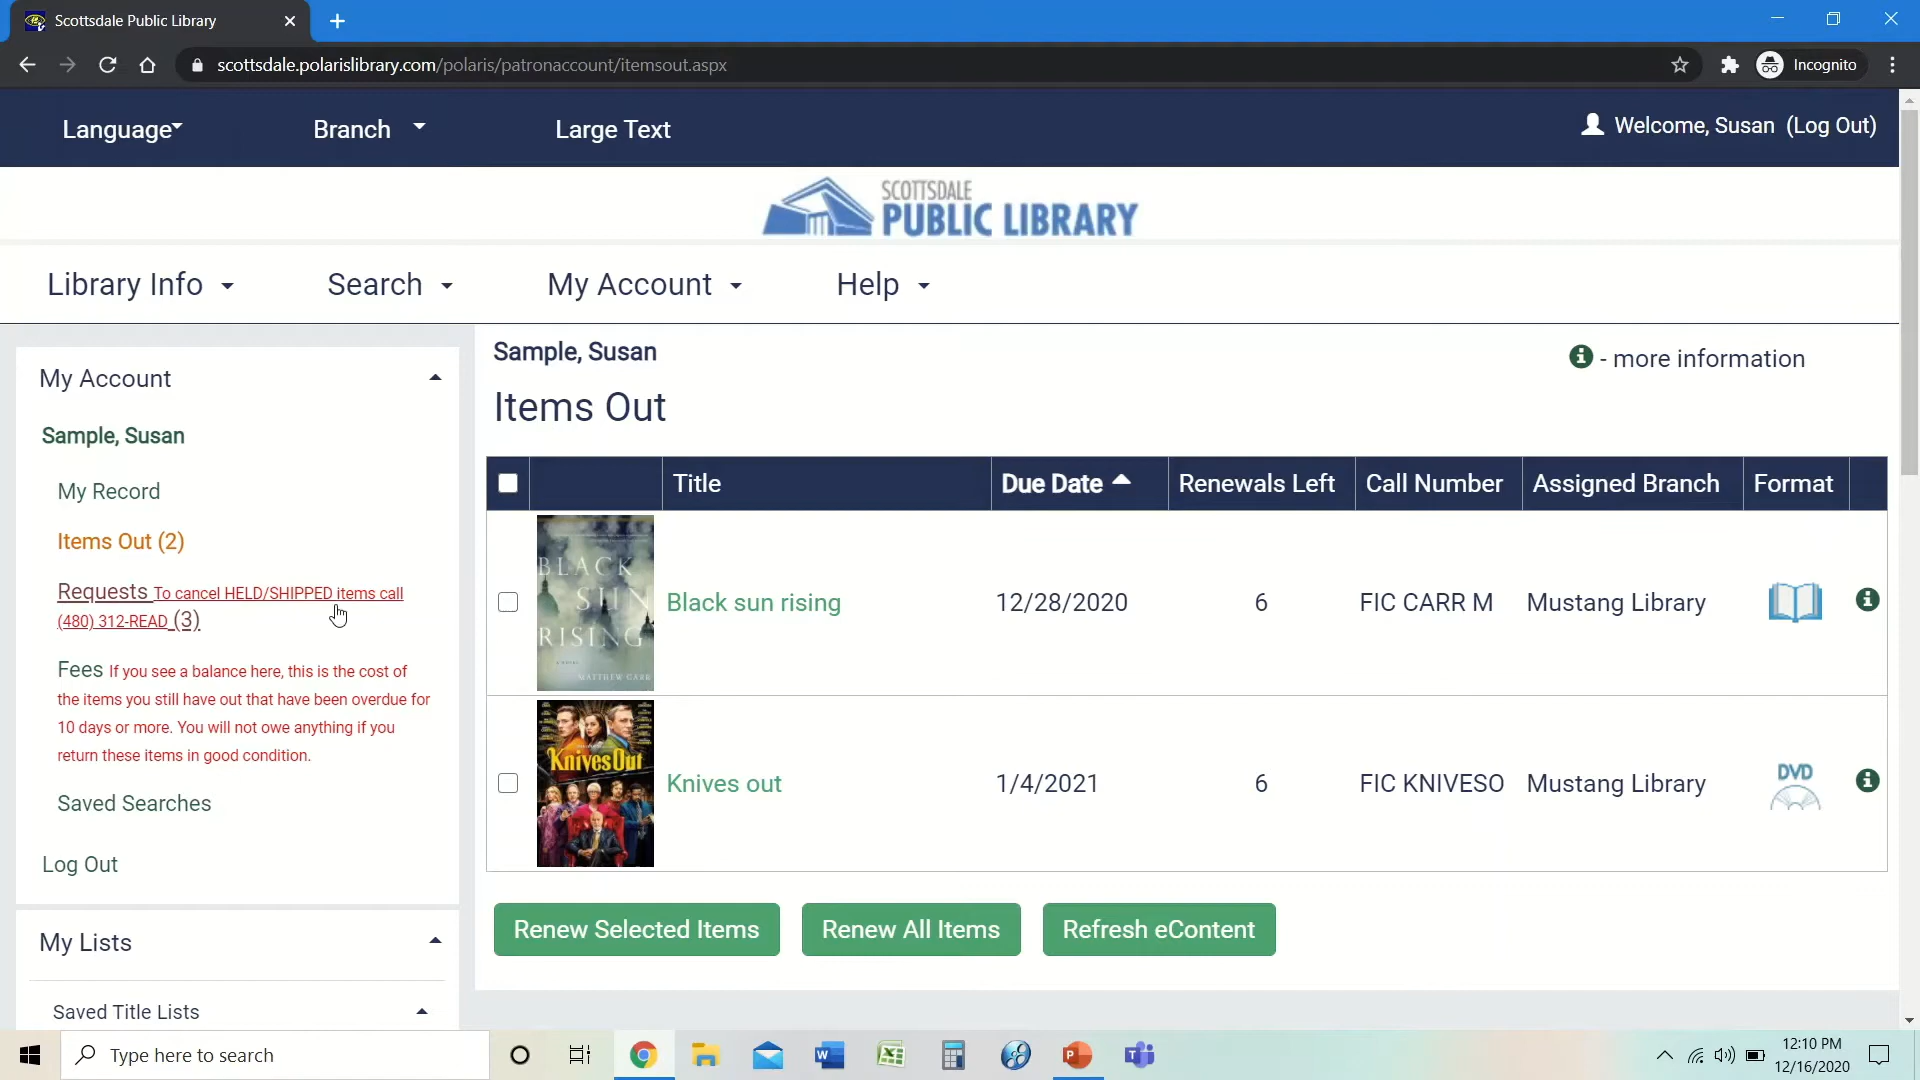 Scottsdale Public Library
scottsdale.polarislibrary.com/polaris/patronaccount/itemsout.aspx
Incognito
Language
Branch
Large Text
Welcome, Susan (Log Out)
SCOTTSDALE
PUBLIC LIBRARY
Library Info
Search
My Account
Help
My Account
Sample, Susan
My Record
Items Out (2)
Requests To cancel HELD/SHIPPED items call
(480) 312-READ (3)
Fees If you see a balance here, this is the cost of
the items you still have out that have been overdue for
10 days or more. You will not owe anything if you
return these items in good condition.
Saved Searches
Log Out
My Lists
Saved Title Lists
Sample, Susan
- more information
Items Out
Title Due Date Renewals Left Call Number Assigned Branch Format
BLACK
SUN
RISING
MATTHEW CARR
Black sun rising 12/28/2020 6 FIC CARR M Mustang Library
KNIVES OUT
Knives out 1/4/2021 6 FIC KNIVESO Mustang Library
DVD
Renew Selected Items
Renew All Items
Refresh eContent
Type here to search
12:10 PM
12/16/2020